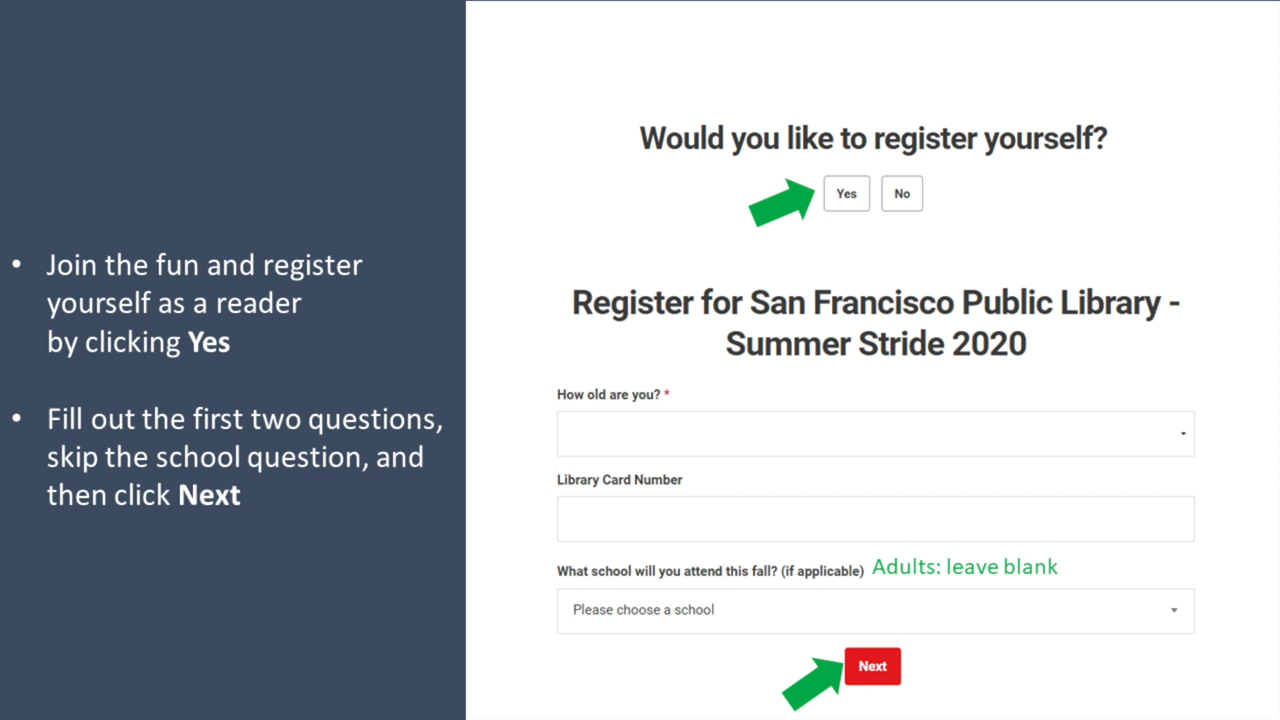 • Join the fun and register
yourself as a reader
by clicking Yes
• Fill out the first two questions,
skip the school question, and
then click Next
Would you like to register yourself?
Yes No
Register for San Francisco Public Library -
Summer Stride 2020
How old are you? *
Library Card Number
What school will you attend this fall? (if applicable) Adults: leave blank
Please choose a school
Next